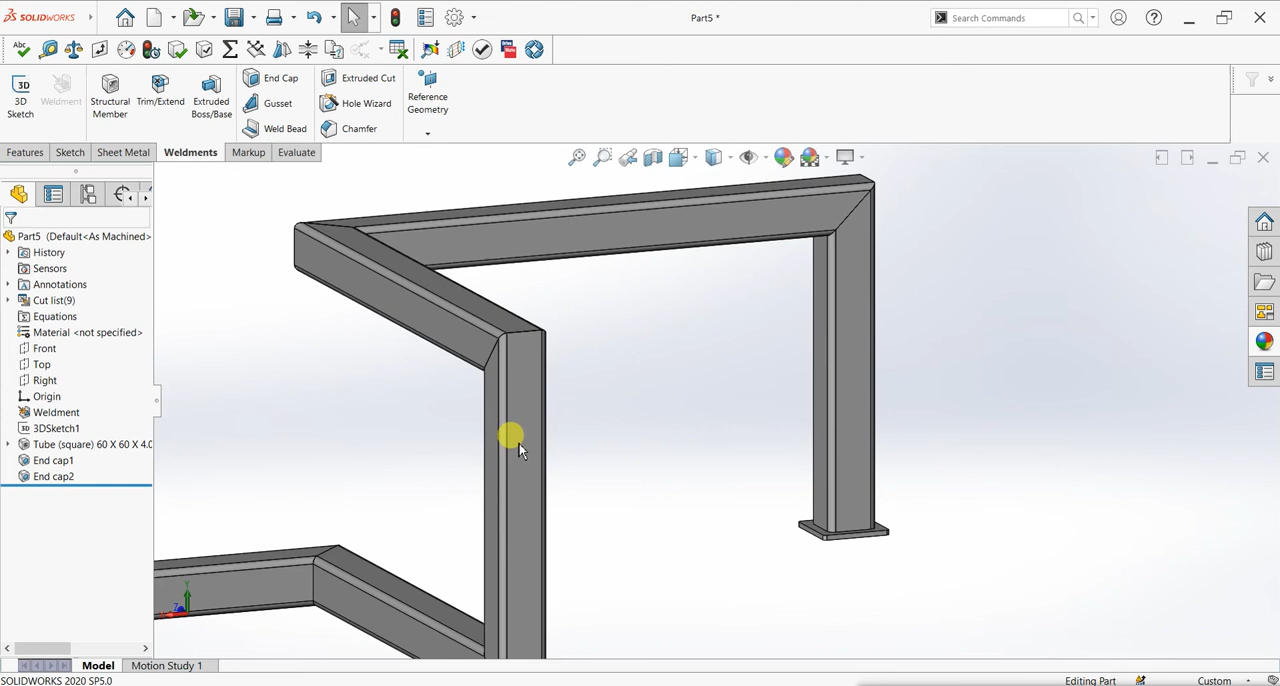 SOLIDWORKS
Part5 *
Search Commands
3D Sketch
Weldment
Structural Member
Trim/Extend
Extruded Boss/Base
End Cap
Gusset
Weld Bead
Extruded Cut
Hole Wizard
Chamfer
Reference Geometry
Features
Sketch
Sheet Metal
Weldments
Markup
Evaluate
Part5 (Default<As Machined>
History
Sensors
Annotations
Cut list(9)
Equations
Material <not specified>
Front
Top
Right
Origin
Weldment
3DSketch1
Tube (square) 60 X 60 X 4.0
End cap1
End cap2
Y
Z
Model
Motion Study 1
SOLIDWORKS 2020 SP5.0
Editing Part
Custom